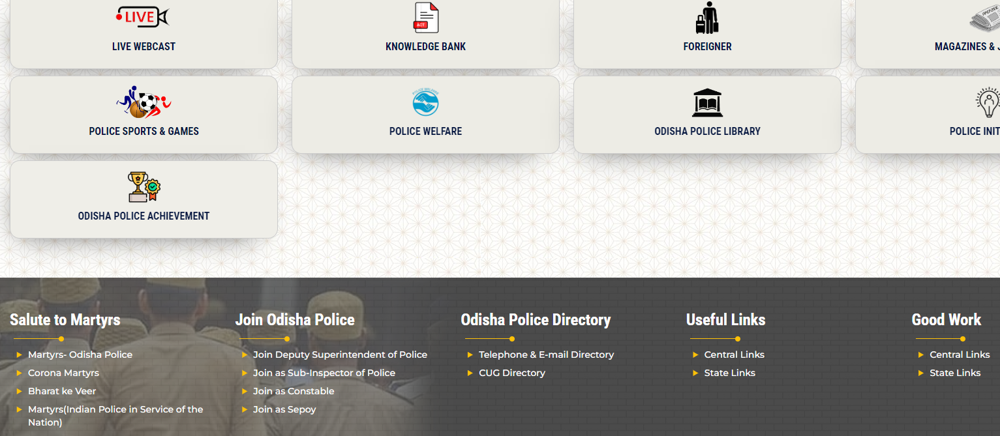 LIVE
LIVE WEBCAST
ACT
KNOWLEDGE BANK
FOREIGNER
MAGAZINES &
POLICE SPORTS & GAMES
POLICE WELFARE
POLICE WELFARE
ODISHA POLICE LIBRARY
POLICE INIT
ODISHA POLICE ACHIEVEMENT
Salute to Martyrs
Martyrs- Odisha Police
Corona Martyrs
Bharat ke Veer
Martyrs(Indian Police in Service of the
Nation)
Join Odisha Police
Join Deputy Superintendent of Police
Join as Sub-Inspector of Police
Join as Constable
Join as Sepoy
Odisha Police Directory
Telephone & E-mail Directory
CUG Directory
Useful Links
Central Links
State Links
Good Work
Central Links
State Links